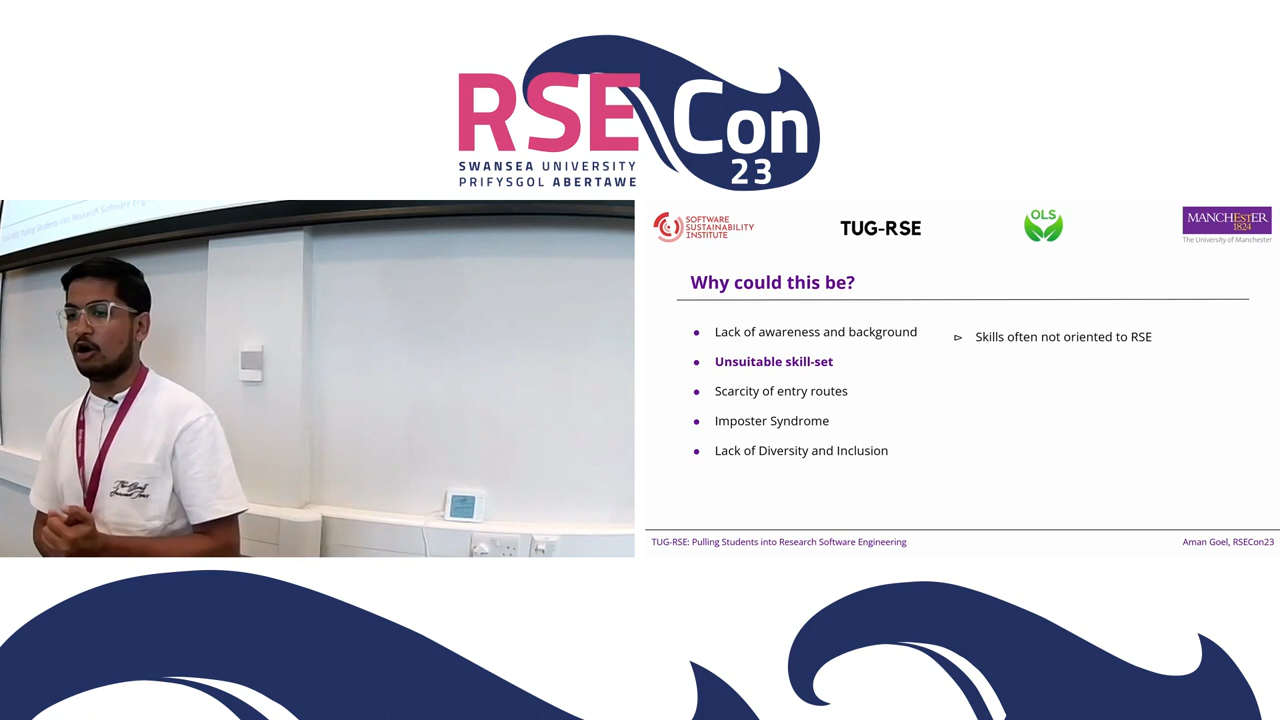 RSE Con
23
SWANSEA UNIVERSITY
PRIFYSGOL ABERTAWE
SOFTWARE
SUSTAINABILITY
INSTITUTE
TUG-RSE
OLS
MANCHESTER
1824
The University of Manchester
Why could this be?
• Lack of awareness and background
• Unsuitable skill-set
• Scarcity of entry routes
• Imposter Syndrome
• Lack of Diversity and Inclusion
▻ Skills often not oriented to RSE
TUG-RSE: Pulling Students into Research Software Engineering
Aman Goel, RSECon23